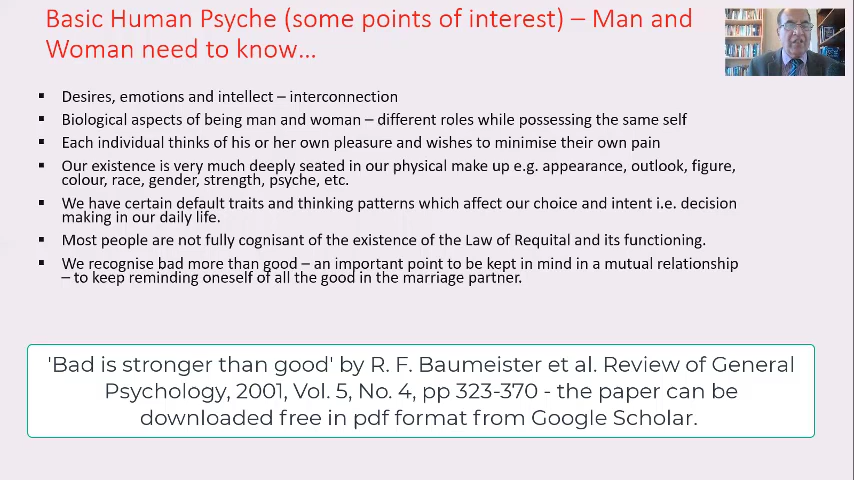 Basic Human Psyche (some points of interest) – Man and
Woman need to know…
▪ Desires, emotions and intellect – interconnection
▪ Biological aspects of being man and woman – different roles while possessing the same self
▪ Each individual thinks of his or her own pleasure and wishes to minimise their own pain
▪ Our existence is very much deeply seated in our physical make up e.g. appearance, outlook, figure,
colour, race, gender, strength, psyche, etc.
▪ We have certain default traits and thinking patterns which affect our choice and intent i.e. decision
making in our daily life.
▪ Most people are not fully cognisant of the existence of the Law of Requital and its functioning.
▪ We recognise bad more than good – an important point to be kept in mind in a mutual relationship
– to keep reminding oneself of all the good in the marriage partner.
'Bad is stronger than good' by R. F. Baumeister et al. Review of General
Psychology, 2001, Vol. 5, No. 4, pp 323-370 - the paper can be
downloaded free in pdf format from Google Scholar.